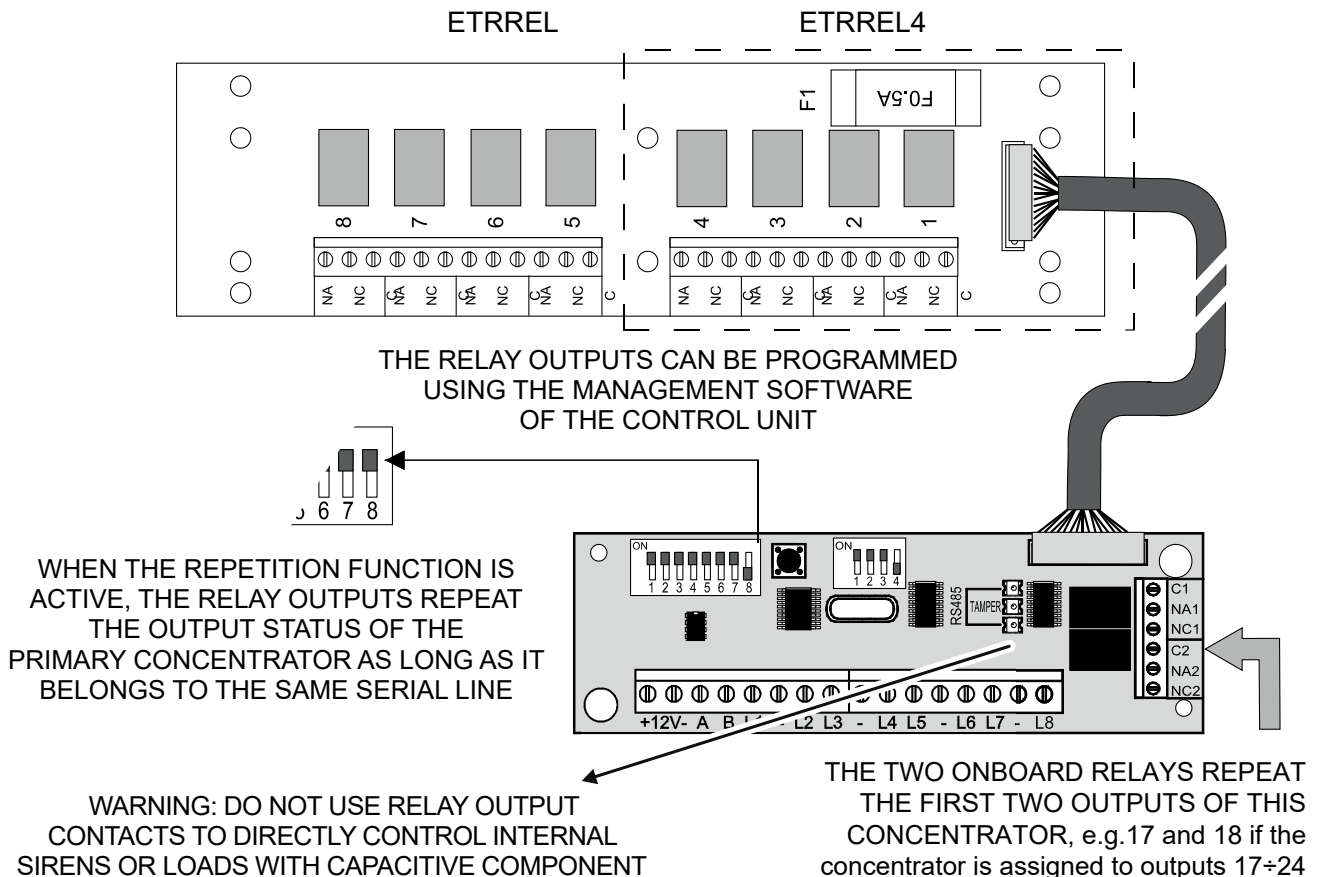 ETRREL ETRREL4
F1 F0.5A
8 7 6 5 4 3 2 1
NA NC C NA NC C NA NC C NA NC C NA NC C NA NC C NA NC C NA NC C
THE RELAY OUTPUTS CAN BE PROGRAMMED
USING THE MANAGEMENT SOFTWARE
OF THE CONTROL UNIT
6 7 8
WHEN THE REPETITION FUNCTION IS
ACTIVE, THE RELAY OUTPUTS REPEAT
THE OUTPUT STATUS OF THE
PRIMARY CONCENTRATOR AS LONG AS IT
BELONGS TO THE SAME SERIAL LINE
ON
1 2 3 4 5 6 7 8
ON
1 2 3 4
RS485
TAMPER
C1
NA1
NC1
C2
NA2
NC2
+12V- A B L1 - L2 L3 - L4 L5 - L6 L7 - L8
WARNING: DO NOT USE RELAY OUTPUT
CONTACTS TO DIRECTLY CONTROL INTERNAL
SIRENS OR LOADS WITH CAPACITIVE COMPONENT
THE TWO ONBOARD RELAYS REPEAT
THE FIRST TWO OUTPUTS OF THIS
CONCENTRATOR, e.g.17 and 18 if the
concentrator is assigned to outputs 17÷24